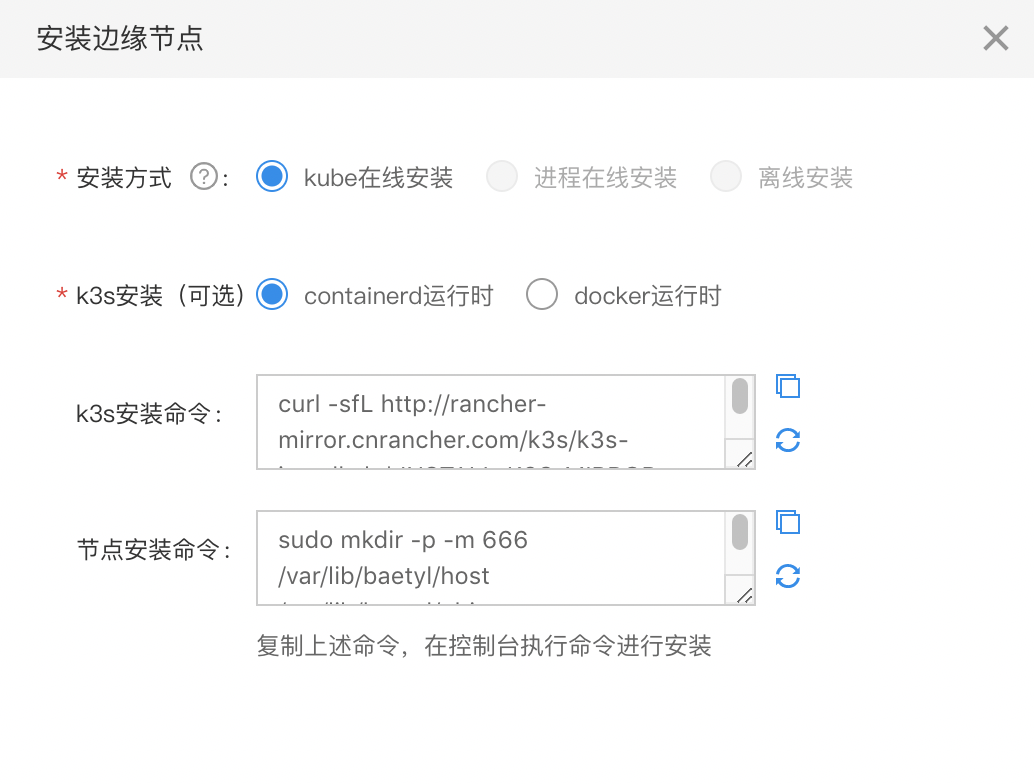 安装边缘节点
* 安装方式 ?: kube在线安装 进程在线安装 离线安装
* k3s安装（可选） containerd运行时 docker运行时
k3s安装命令:
curl -sfL http://rancher-
mirror.cnrancher.com/k3s/k3s-
节点安装命令:
sudo mkdir -p -m 666
/var/lib/baetyl/host
复制上述命令，在控制台执行命令进行安装